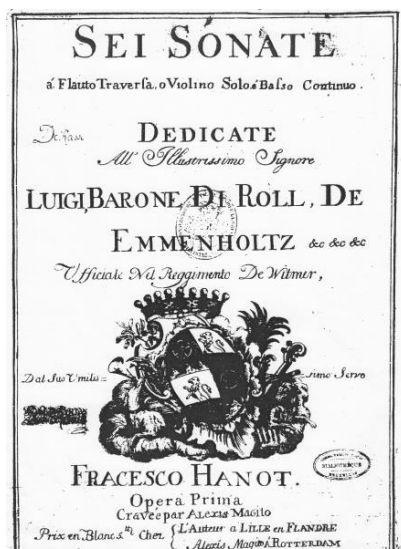 SEI SONATE
á Flauto Traversa, o Violino Solo é Basso Continuo.
DEDICATE
All' Illustrissimo Signore
LUIGI, BARONE, DI ROLL, DE
EMMENHOLTZ &c &c &c
Ufficiale Nel Reggimento De Witmer,
Dal Suo Umilis= =simo Servo
FRACESCO HANOT.
Opera Prima
Craveé par Alexis Magito
Prix en Blanc Chez { L'Auteur a LILLE en FLANDRE
Alexis Magito, ROTTERDAM
BIBLIOTHEQUE